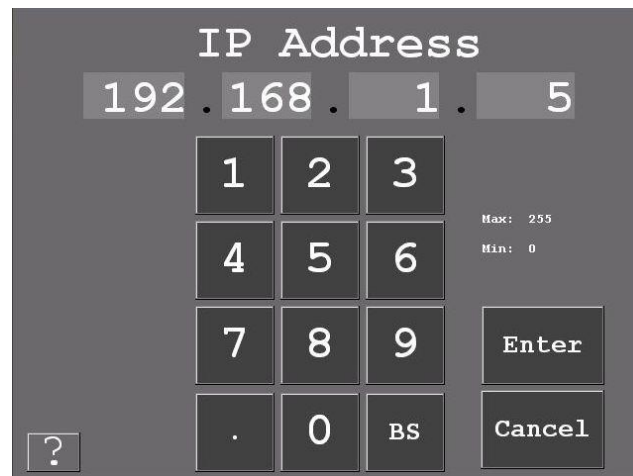 IP Address
192 . 168 . 1 . 5
1 2 3
Max: 255
4 5 6
Min: 0
7 8 9 Enter
. 0 BS Cancel
?